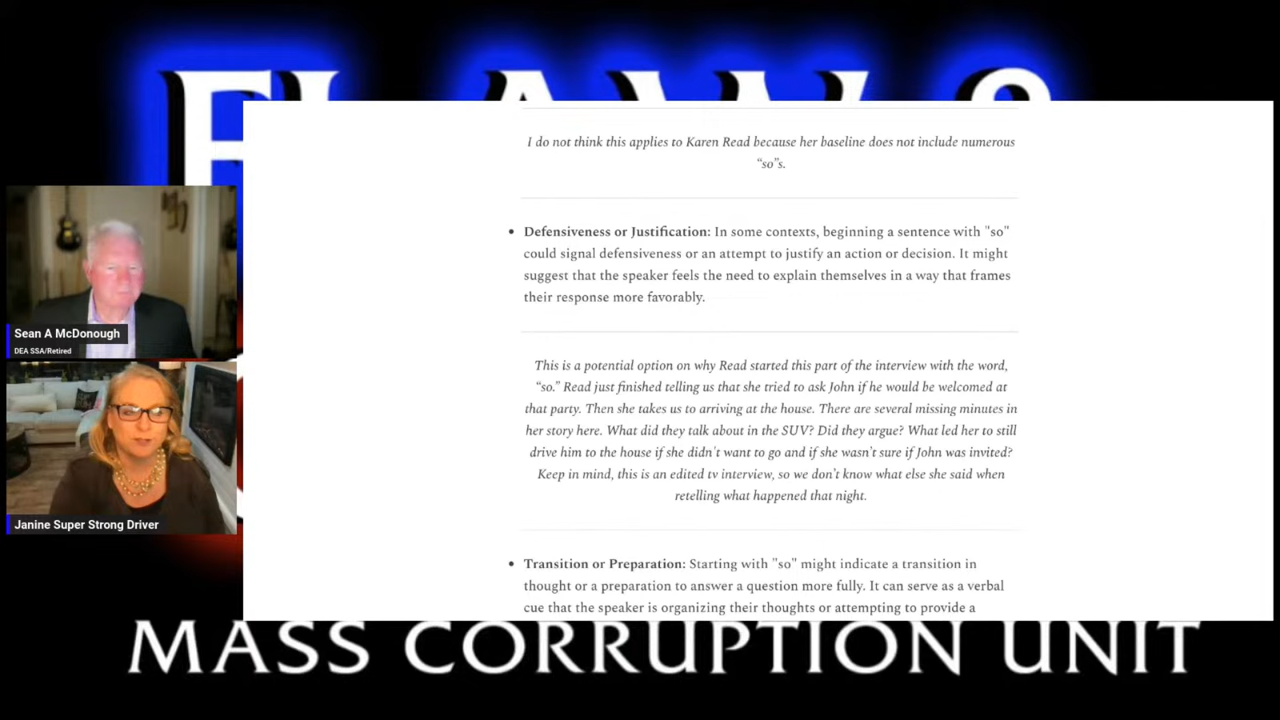 I do not think this applies to Karen Read because her baseline does not include numerous
“so”s.
• Defensiveness or Justification: In some contexts, beginning a sentence with "so"
could signal defensiveness or an attempt to justify an action or decision. It might
suggest that the speaker feels the need to explain themselves in a way that frames
their response more favorably.
This is a potential option on why Read started this part of the interview with the word,
“so.” Read just finished telling us that she tried to ask John if he would be welcomed at
that party. Then she takes us to arriving at the house. There are several missing minutes in
her story here. What did they talk about in the SUV? Did they argue? What led her to still
drive him to the house if she didn't want to go and if she wasn't sure if John was invited?
Keep in mind, this is an edited tv interview, so we don't know what else she said when
retelling what happened that night.
• Transition or Preparation: Starting with "so" might indicate a transition in
thought or a preparation to answer a question more fully. It can serve as a verbal
cue that the speaker is organizing their thoughts or attempting to provide a
Sean A McDonough
DEA SSA/Retired
Janine Super Strong Driver
MASS CORRUPTION UNIT